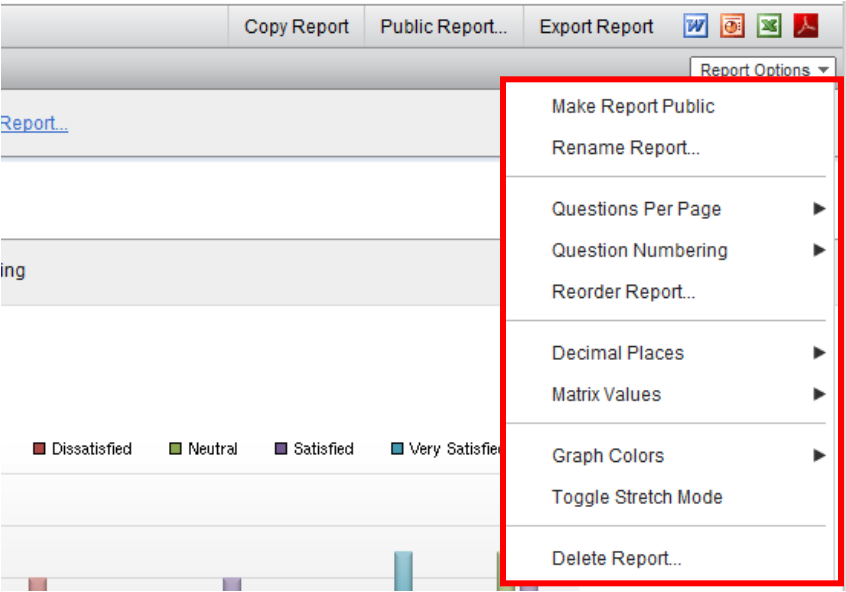 Copy Report Public Report... Export Report
Report Options
Report...
ing
Make Report Public
Rename Report...
Questions Per Page
Question Numbering
Reorder Report...
Decimal Places
Matrix Values
Graph Colors
Toggle Stretch Mode
Delete Report...
Dissatisfied Neutral Satisfied Very Satisfie